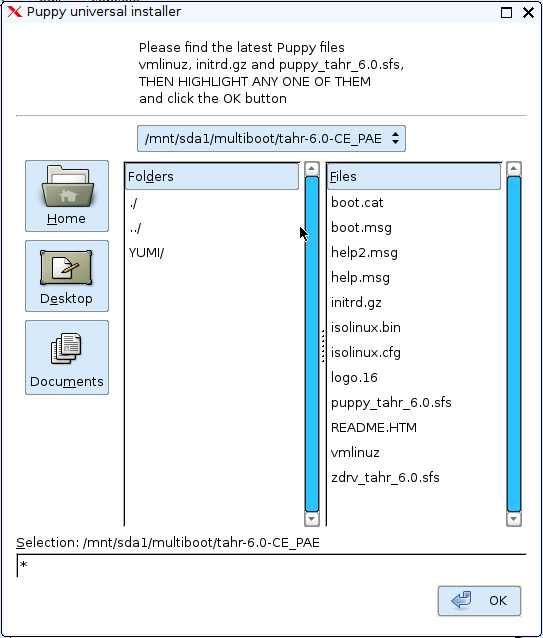 Puppy universal installer
Please find the latest Puppy files
vmlinuz, initrd.gz and puppy_tahr_6.0.sfs,
THEN HIGHLIGHT ANY ONE OF THEM
and click the OK button
/mnt/sda1/multiboot/tahr-6.0-CE_PAE
Home
Desktop
Documents
Folders
./
../
YUMI/
Files
boot.cat
boot.msg
help2.msg
help.msg
initrd.gz
isolinux.bin
isolinux.cfg
logo.16
puppy_tahr_6.0.sfs
README.HTM
vmlinuz
zdrv_tahr_6.0.sfs
Selection: /mnt/sda1/multiboot/tahr-6.0-CE_PAE
*
OK